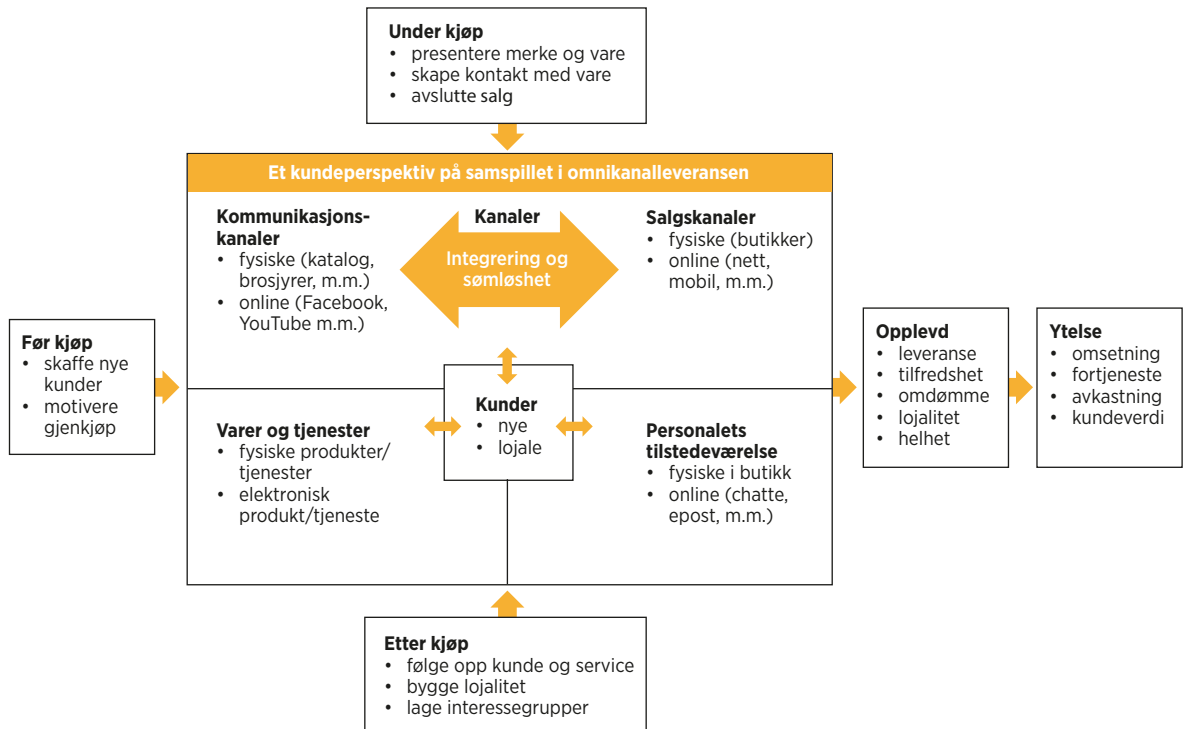 Under kjøp
• presentere merke og vare
• skape kontakt med vare
• avslutte salg
Et kundeperspektiv på samspillet i omnikanalleveransen
Kommunikasjons-
kanaler
• fysiske (katalog,
brosjyrer, m.m.)
• online (Facebook,
YouTube m.m.)
Kanaler
Integrering og
sømløshet
Salgskanaler
• fysiske (butikker)
• online (nett,
mobil, m.m.)
Før kjøp
• skaffe nye
kunder
• motivere
gjenkjøp
Kunder
• nye
• lojale
Varer og tjenester
• fysiske produkter/
tjenester
• elektronisk
produkt/tjeneste
Personalets
tilstedeværelse
• fysiske i butikk
• online (chatte,
epost, m.m.)
Opplevd
• leveranse
• tilfredshet
• omdømme
• lojalitet
• helhet
Ytelse
• omsetning
• fortjeneste
• avkastning
• kundeverdi
Etter kjøp
• følge opp kunde og service
• bygge lojalitet
• lage interessegrupper